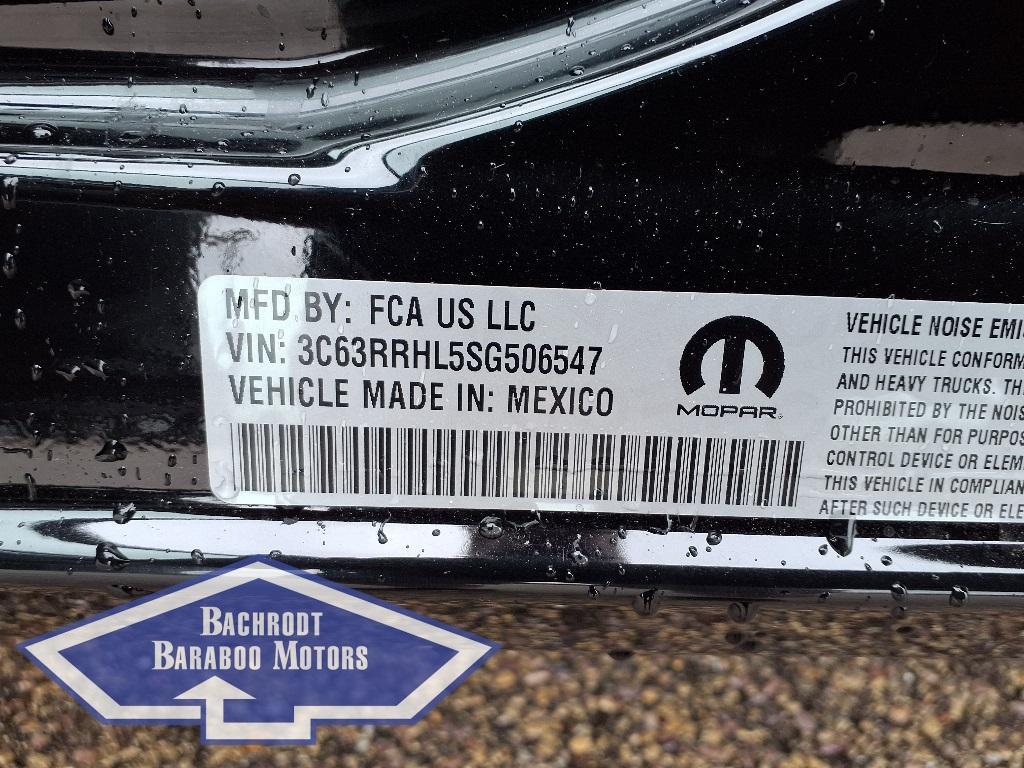 MFD BY: FCA US LLC
VIN: 3C63RRHL5SG506547
VEHICLE MADE IN: MEXICO
MOPAR
VEHICLE NOISE EMI
THIS VEHICLE CONFORM
AND HEAVY TRUCKS. TH
PROHIBITED BY THE NOIS
OTHER THAN FOR PURPOS
CONTROL DEVICE OR ELEM
THIS VEHICLE IN COMPLIAN
AFTER SUCH DEVICE OR ELE
BACHRODT
BARABOO MOTORS